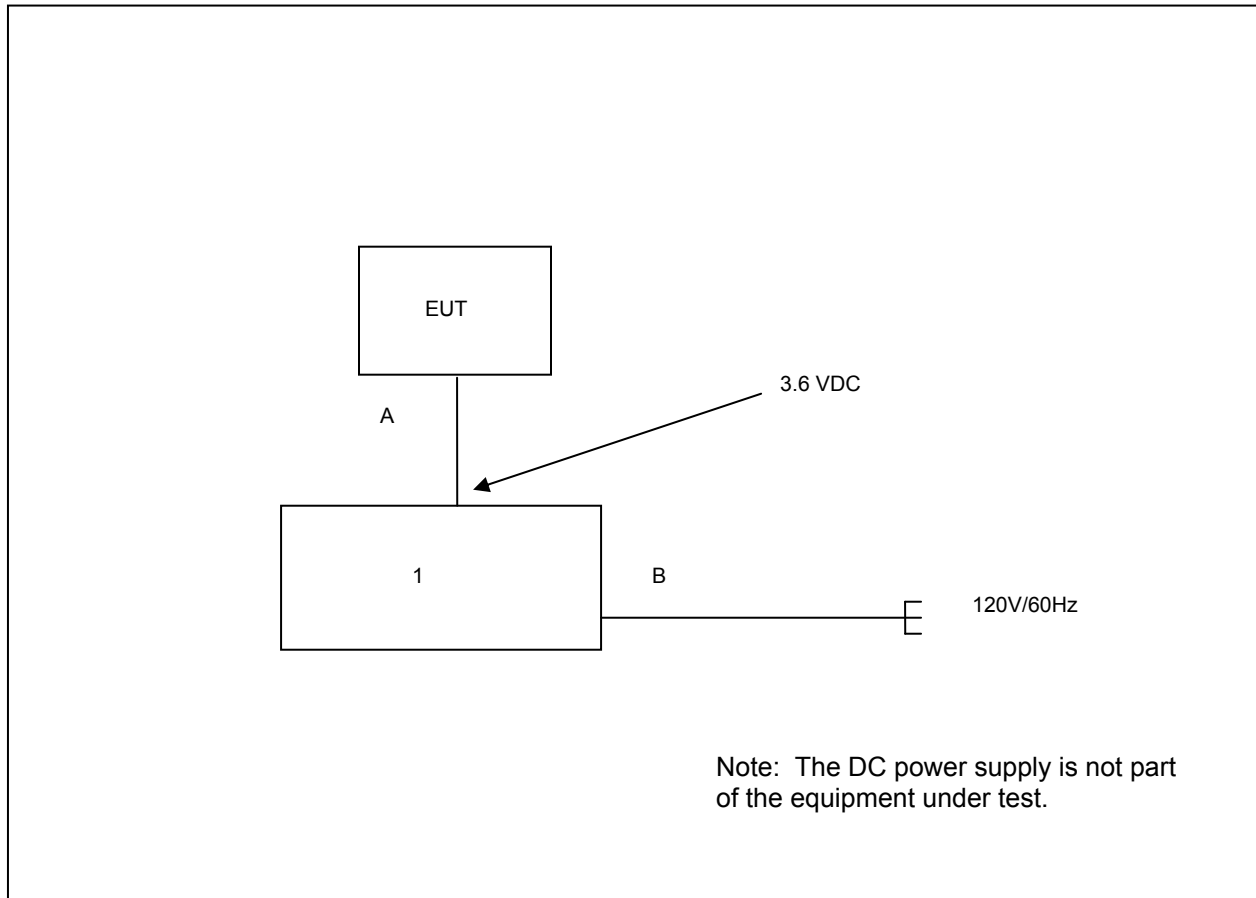 EUT
3.6 VDC
A
1
B
120V/60Hz
Note: The DC power supply is not part
of the equipment under test.